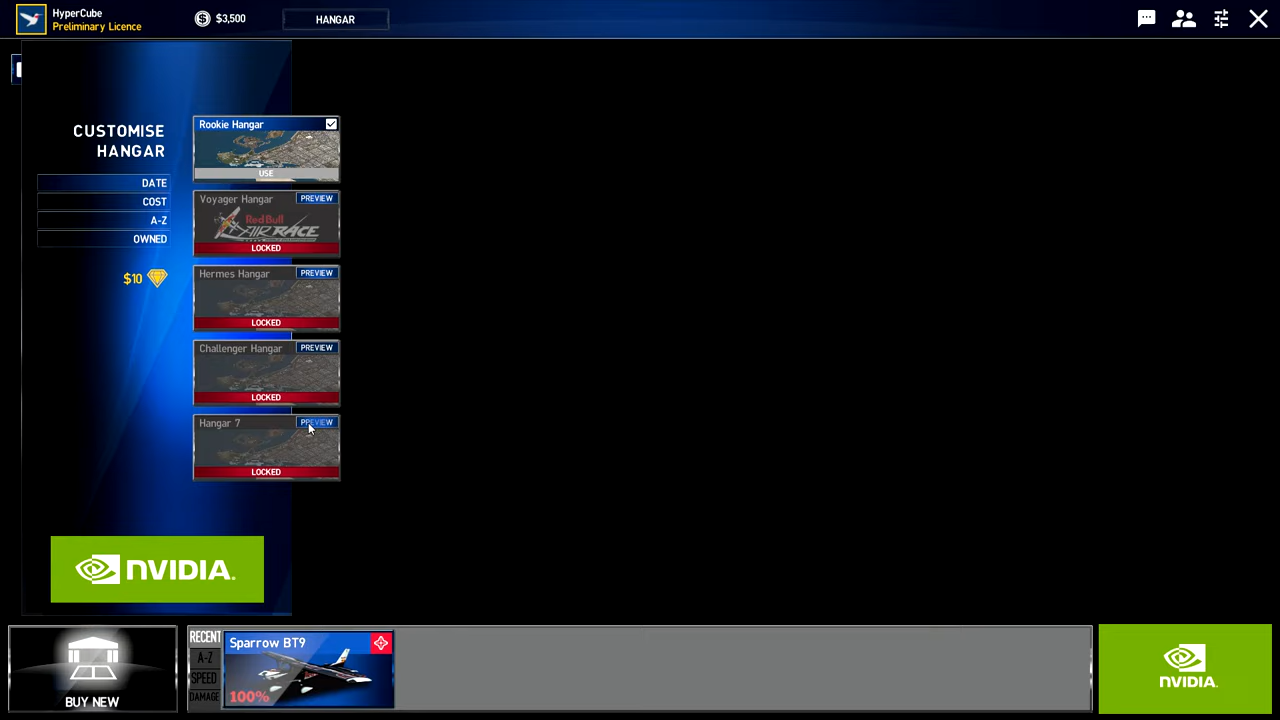 HyperCube
Preliminary Licence
$3,500
HANGAR
CUSTOMISE
HANGAR
DATE
COST
A-Z
OWNED
$10
Rookie Hangar
USE
Voyager Hangar
PREVIEW
Red Bull
AIR RACE
LOCKED
Hermes Hangar
PREVIEW
LOCKED
Challenger Hangar
PREVIEW
LOCKED
Hangar 7
PREVIEW
LOCKED
NVIDIA.
BUY NEW
RECENT
A-Z
SPEED
DAMAGE
Sparrow BT9
100%
NVIDIA.